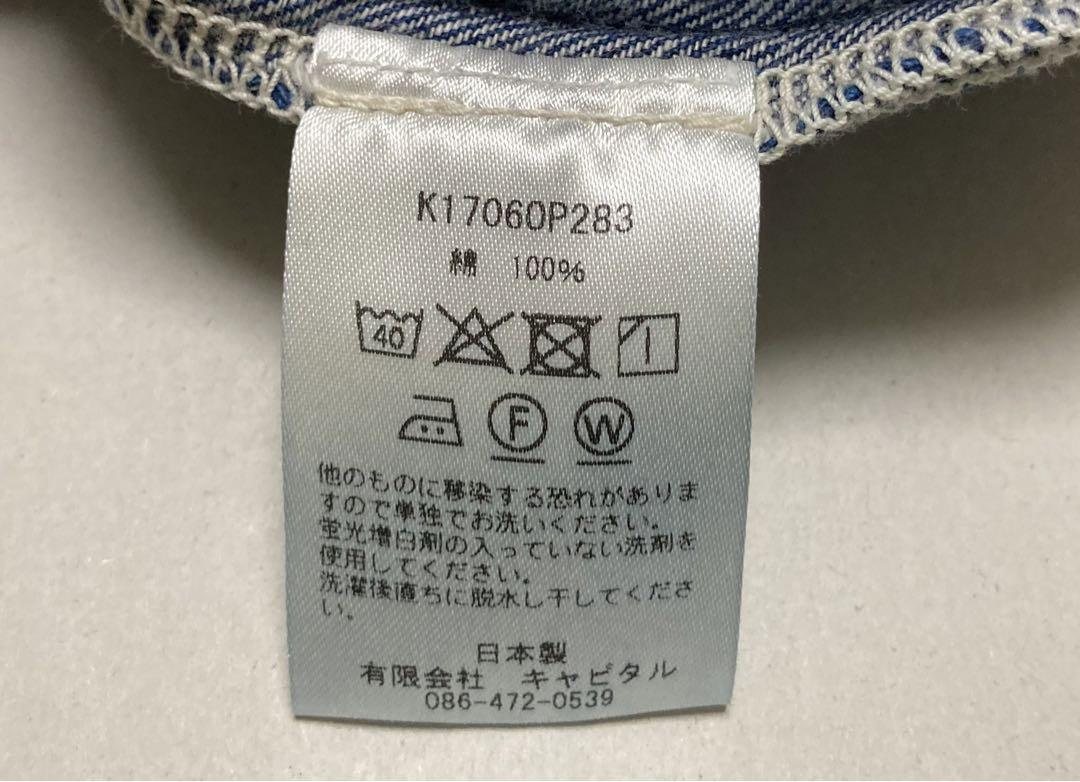 K17060P283
綿 100%
40
F W
他のものに移染する恐れがありま
すので単独でお洗いください。
蛍光増白剤の入っていない洗剤を
使用してください。
洗濯後直ちに脱水し干してくださ
い。
日本製
有限会社 キャピタル
086-472-0539